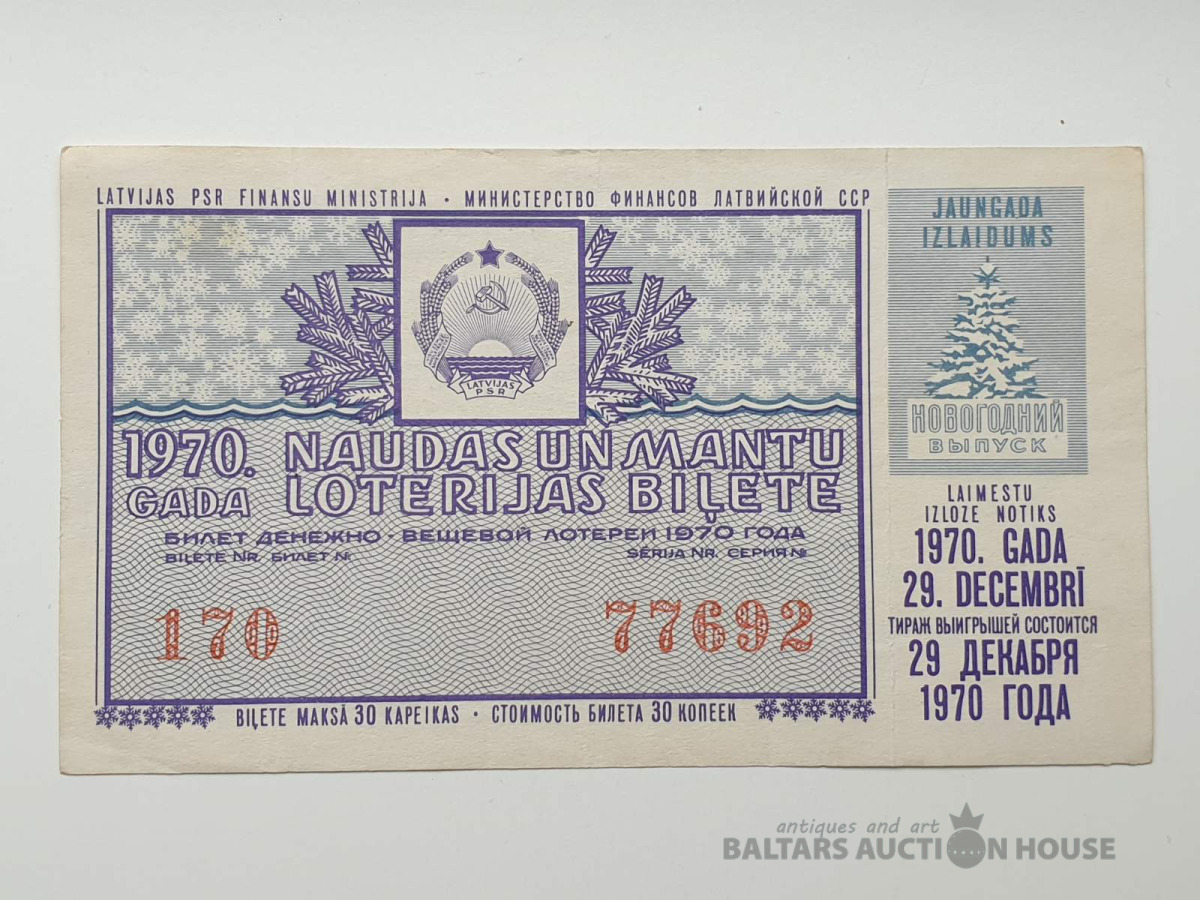 LATVIJAS PSR FINANSU MINISTRIJA · МИНИСТЕРСТВО ФИНАНСОВ ЛАТВИЙСКОЙ ССР
LATVIJAS
PSR
1970. GADA
NAUDAS UN MANTU
LOTERIJAS BIĻETE
БИЛЕТ ДЕНЕЖНО - ВЕЩЕВОЙ ЛОТЕРЕИ 1970 ГОДА
BIĻETE NR. БИЛЕТ № SĒRIJA NR. СЕРИЯ №
170 77692
BIĻETE MAKSĀ 30 KAPEIKAS · СТОИМОСТЬ БИЛЕТА 30 КОПЕЕК
JAUNGADA
IZLAIDUMS
НОВОГОДНИЙ
ВЫПУСК
LAIMESTU
IZLOZE NOTIKS
1970. GADA
29. DECEMBRĪ
ТИРАЖ ВЫИГРЫШЕЙ СОСТОИТСЯ
29 ДЕКАБРЯ
1970 ГОДА
antiques and art
BALTARS AUCTION HOUSE